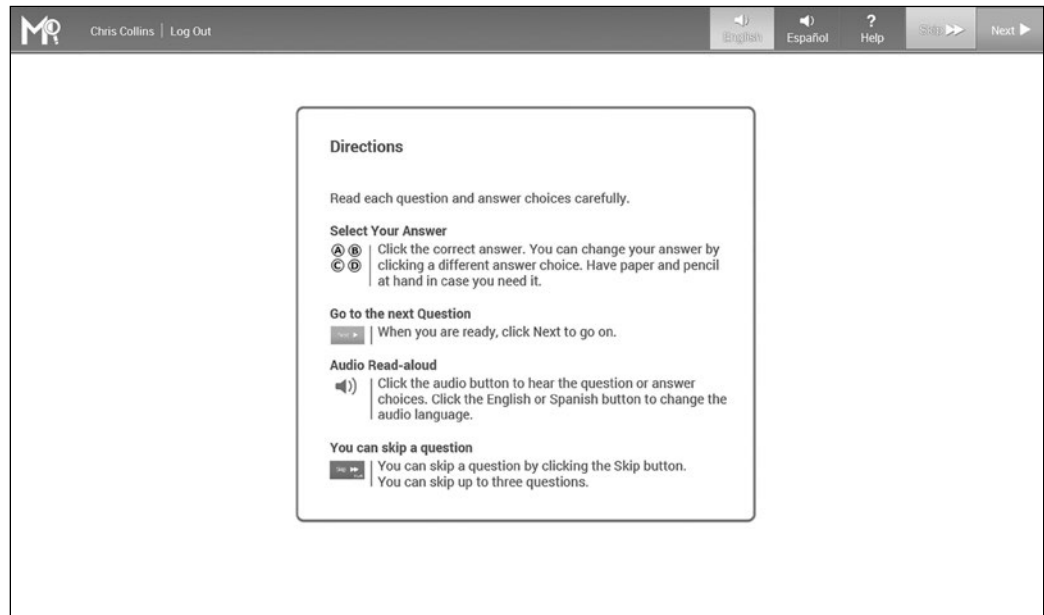 MR
Chris Collins | Log Out
English
Español
?
Help
Skip
Next
Directions
Read each question and answer choices carefully.
Select Your Answer
A B
C D
Click the correct answer. You can change your answer by
clicking a different answer choice. Have paper and pencil
at hand in case you need it.
Go to the next Question
Next
When you are ready, click Next to go on.
Audio Read-aloud
Click the audio button to hear the question or answer
choices. Click the English or Spanish button to change the
audio language.
You can skip a question
Skip
You can skip a question by clicking the Skip button.
You can skip up to three questions.